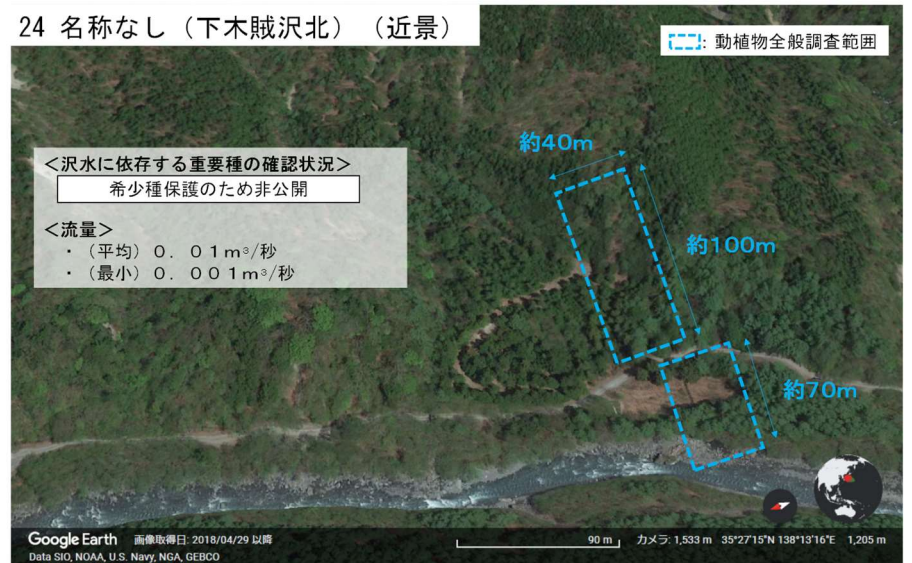 24 名称なし（下木賊沢北）（近景）
: 動植物全般調査範囲
約40m
＜沢水に依存する重要種の確認状況＞
希少種保護のため非公開
＜流量＞
・（平均）０．０１m³/秒
・（最小）０．００１m³/秒
約100m
約70m
Google Earth 画像取得日: 2018/04/29 以降
90 m カメラ: 1,533 m 35°27'15"N 138°13'16"E 1,205 m
Data SIO, NOAA, U.S. Navy, NGA, GEBCO